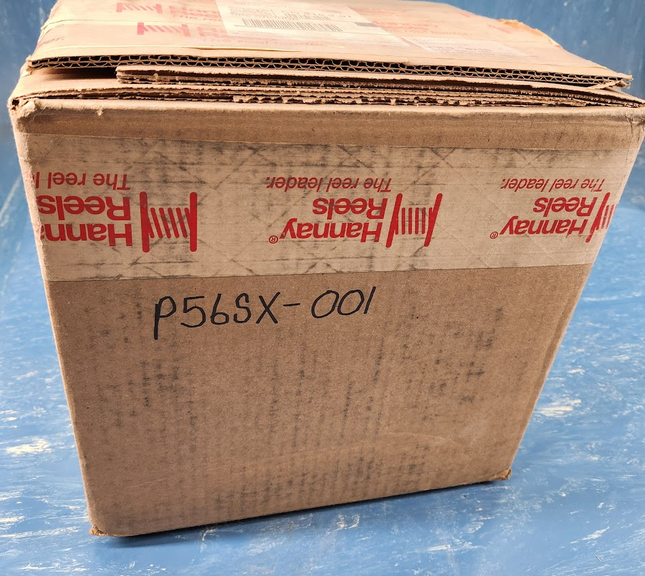 Hannay
Reels
The reel leader.
Hannay®
Reels
The reel leader.
Hannay®
Reels
The reel leader.
P56SX-001